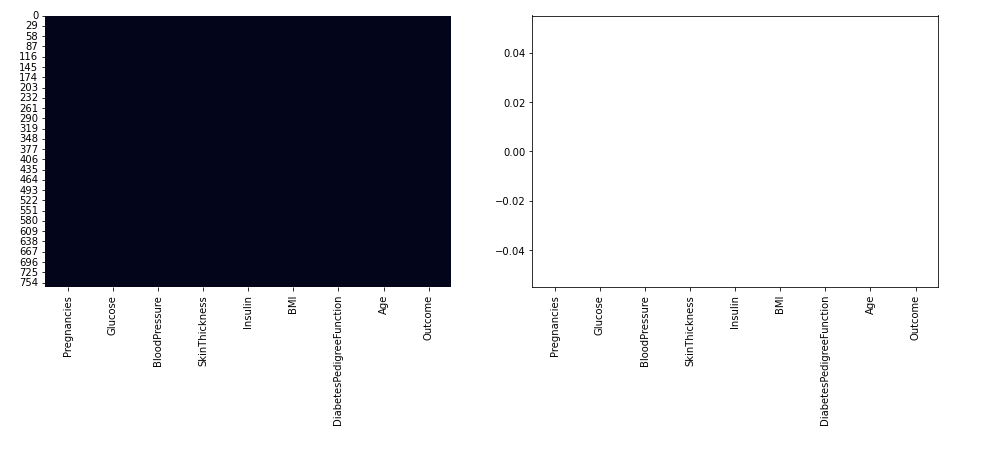 0
29
58
87
116
145
174
203
232
261
290
319
348
377
406
435
464
493
522
551
580
609
638
667
696
725
754
Pregnancies
Glucose
BloodPressure
SkinThickness
Insulin
BMI
DiabetesPedigreeFunction
Age
Outcome
0.04
0.02
0.00
−0.02
−0.04
Pregnancies
Glucose
BloodPressure
SkinThickness
Insulin
BMI
DiabetesPedigreeFunction
Age
Outcome